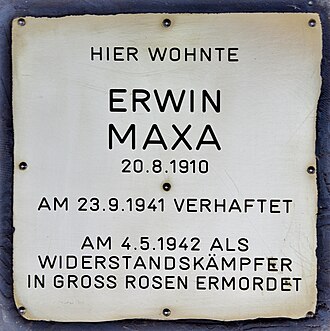 HIER WOHNTE
ERWIN
MAXA
20.8.1910
AM 23.9.1941 VERHAFTET
AM 4.5.1942 ALS
WIDERSTANDSKÄMPFER
IN GROSS ROSEN ERMORDET